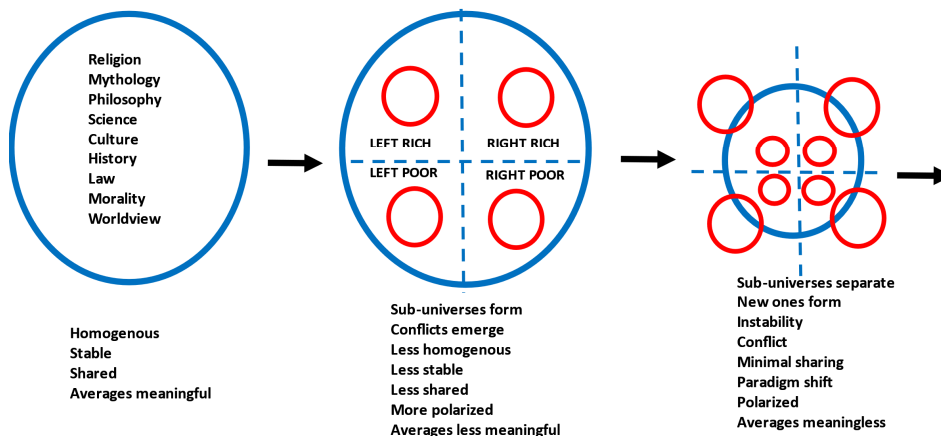 Religion
Mythology
Philosophy
Science
Culture
History
Law
Morality
Worldview
Homogenous
Stable
Shared
Averages meaningful
LEFT RICH
RIGHT RICH
LEFT POOR
RIGHT POOR
Sub-universes form
Conflicts emerge
Less homogenous
Less stable
Less shared
More polarized
Averages less meaningful
Sub-universes separate
New ones form
Instability
Conflict
Minimal sharing
Paradigm shift
Polarized
Averages meaningless